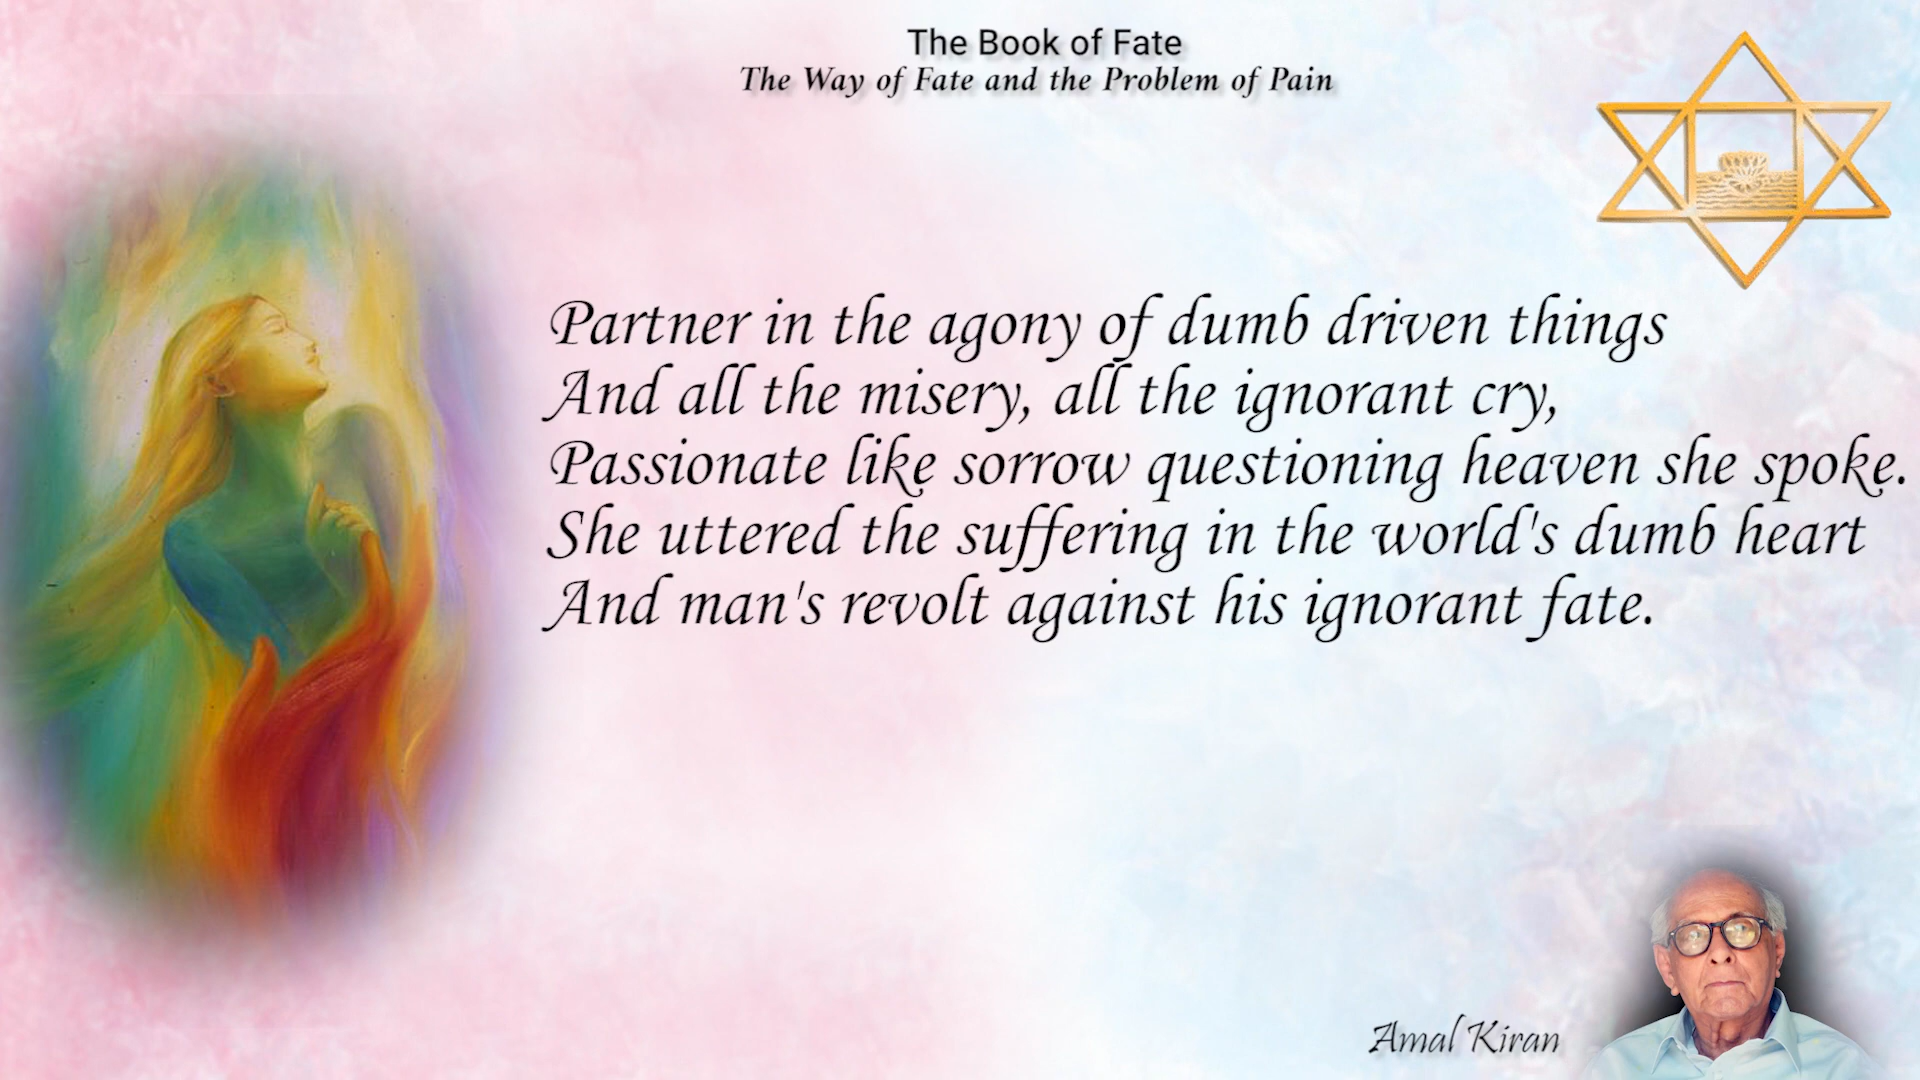 The Book of Fate
The Way of Fate and the Problem of Pain
Partner in the agony of dumb driven things
And all the misery, all the ignorant cry,
Passionate like sorrow questioning heaven she spoke.
She uttered the suffering in the world's dumb heart
And man's revolt against his ignorant fate.
Amal Kiran